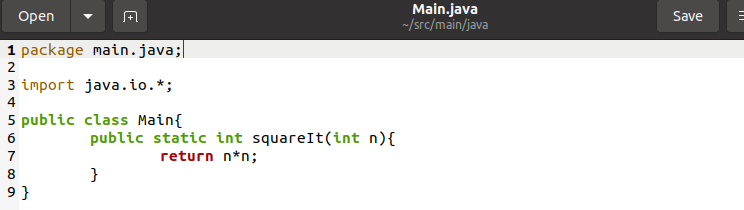 Open Main.java Save
~/src/main/java
1 package main.java;
2
3 import java.io.*;
4
5 public class Main{
6         public static int squareIt(int n){
7                 return n*n;
8         }
9 }